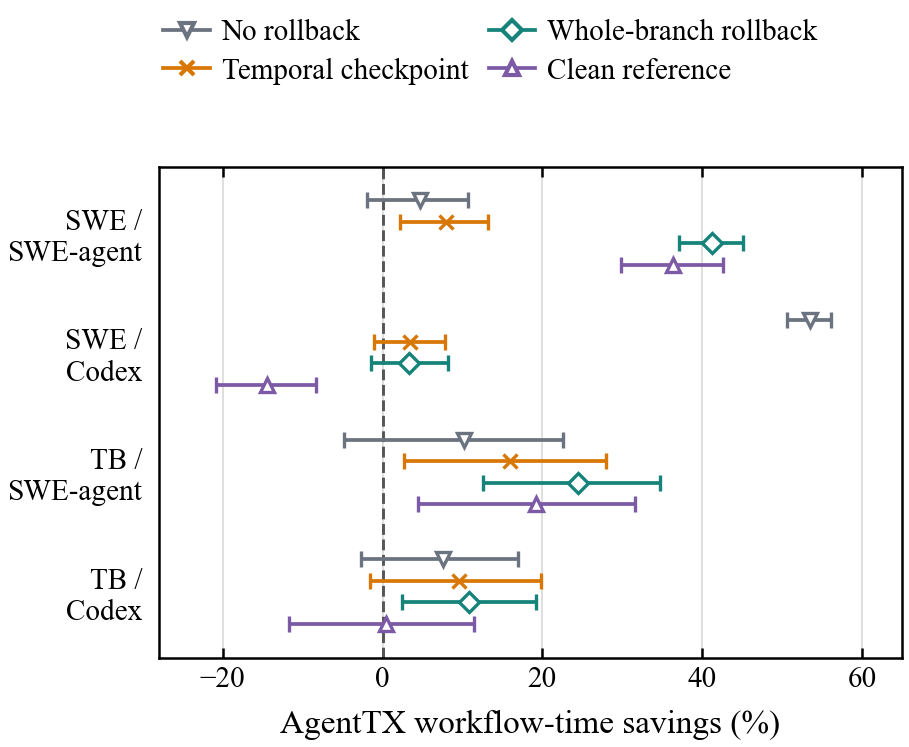 No rollback
Temporal checkpoint
Whole-branch rollback
Clean reference
SWE /
SWE-agent
SWE /
Codex
TB /
SWE-agent
TB /
Codex
−20
0
20
40
60
AgentTX workflow-time savings (%)